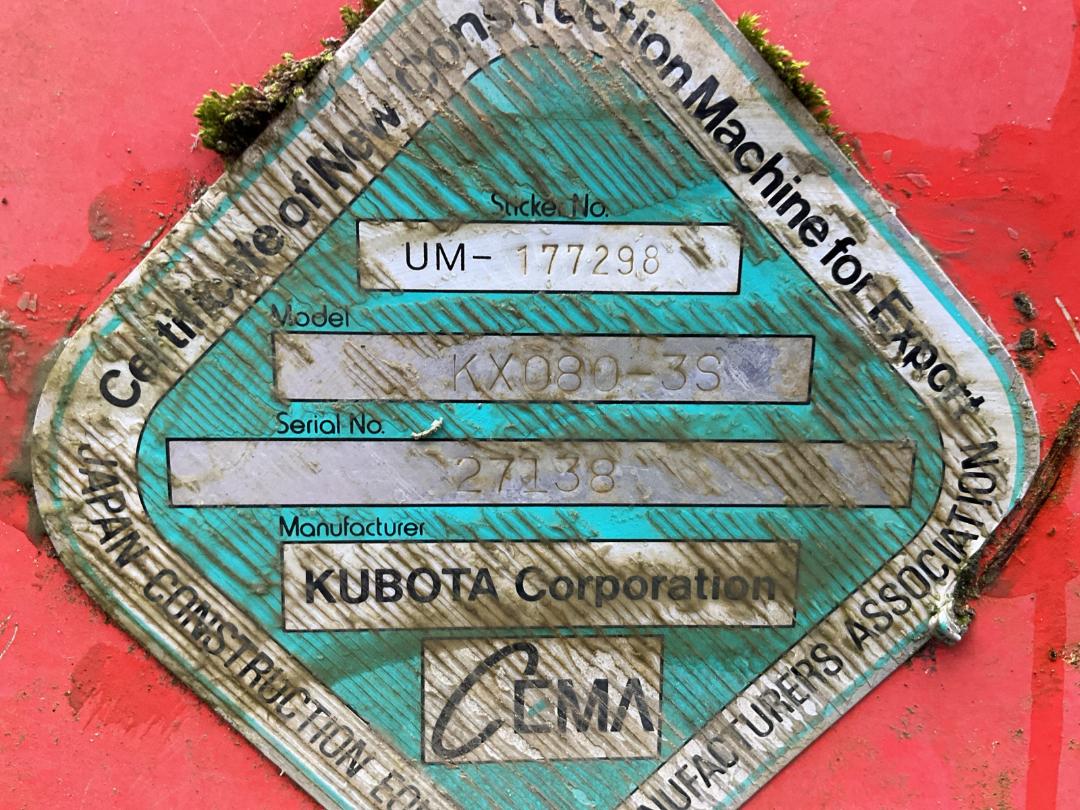 Certificate of New Construction Machine for Export
Sticker No.
UM- 177298
Model
KX080-3S
Serial No.
27138
Manufacturer
KUBOTA Corporation
CEMA
JAPAN CONSTRUCTION
MANUFACTURERS ASSOCIATION